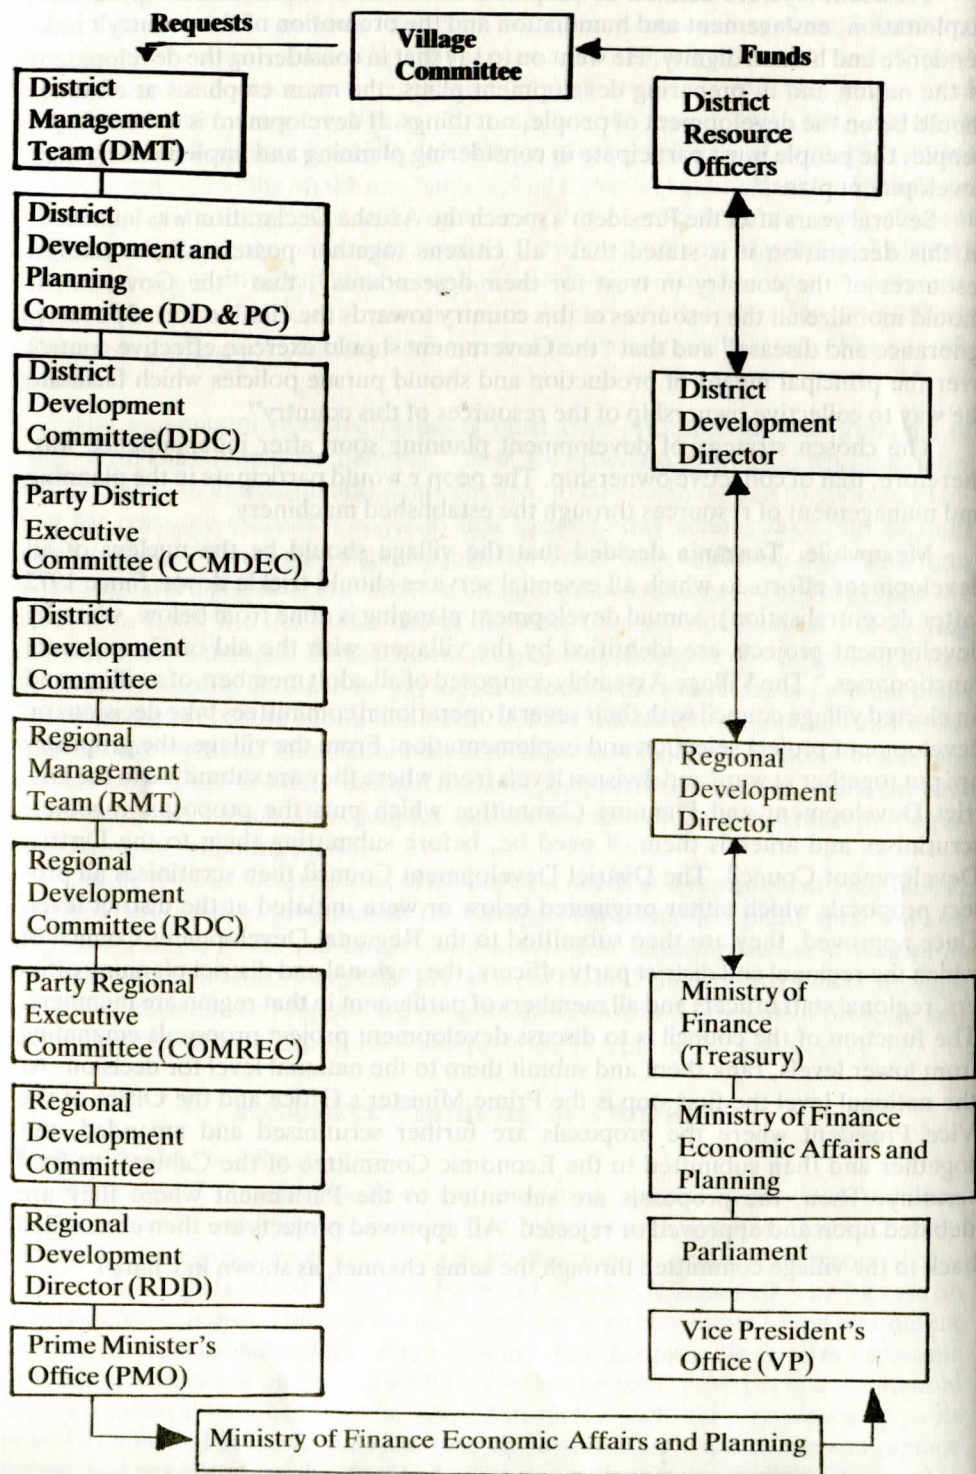 Requests
Village
Committee
Funds
District
Management
Team (DMT)
District
Development and
Planning
Committee (DD & PC)
District
Development
Committee (DDC)
Party District
Executive
Committee (CCMDEC)
District
Development
Committee
Regional
Management
Team (RMT)
Regional
Development
Committee (RDC)
Party Regional
Executive
Committee (COMREC)
Regional
Development
Committee
Regional
Development
Director (RDD)
Prime Minister's
Office (PMO)
District
Resource
Officers
District
Development
Director
Regional
Development
Director
Ministry of
Finance
(Treasury)
Ministry of Finance
Economic Affairs and
Planning
Parliament
Vice President's
Office (VP)
Ministry of Finance Economic Affairs and Planning